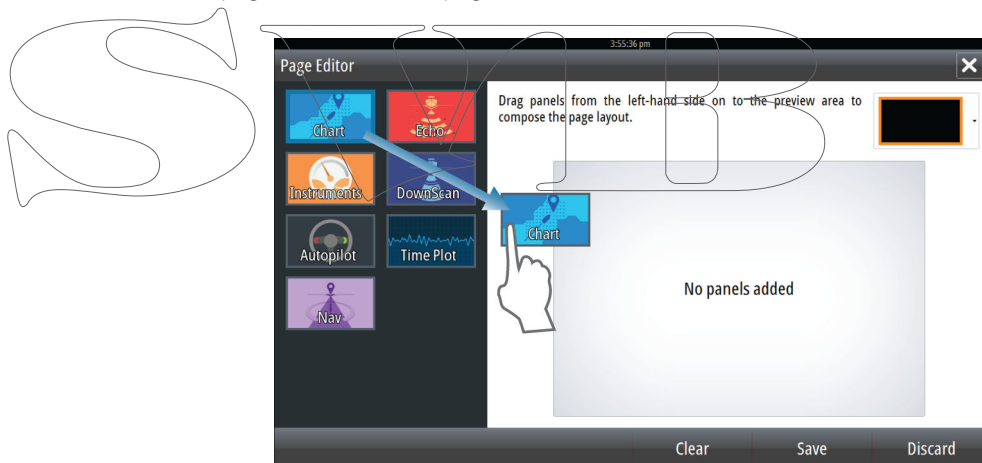 3:55:36 pm
Page Editor
Drag panels from the left-hand side on to the preview area to
compose the page layout.
Chart
Echo
Instruments
DownScan
Autopilot
Time Plot
Nav
Chart
No panels added
Clear
Save
Discard